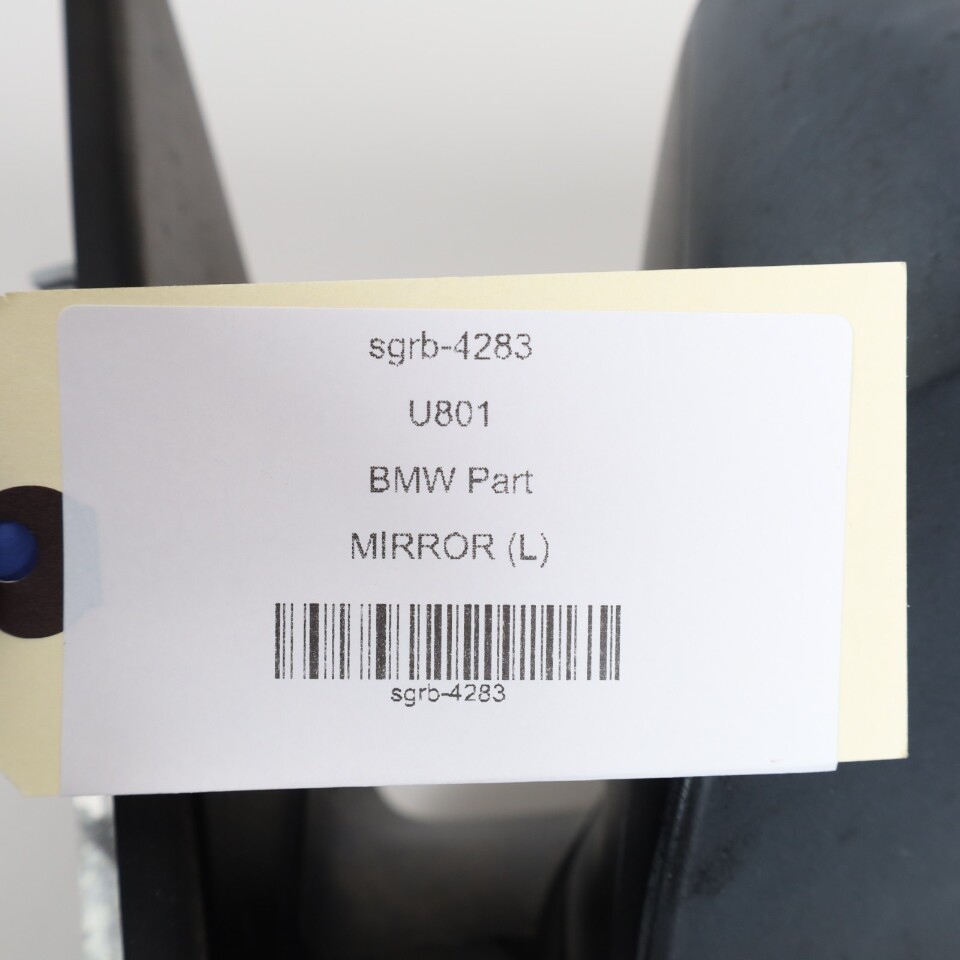 sgrb-4283
U801
BMW Part
MIRROR (L)
sgrb-4283